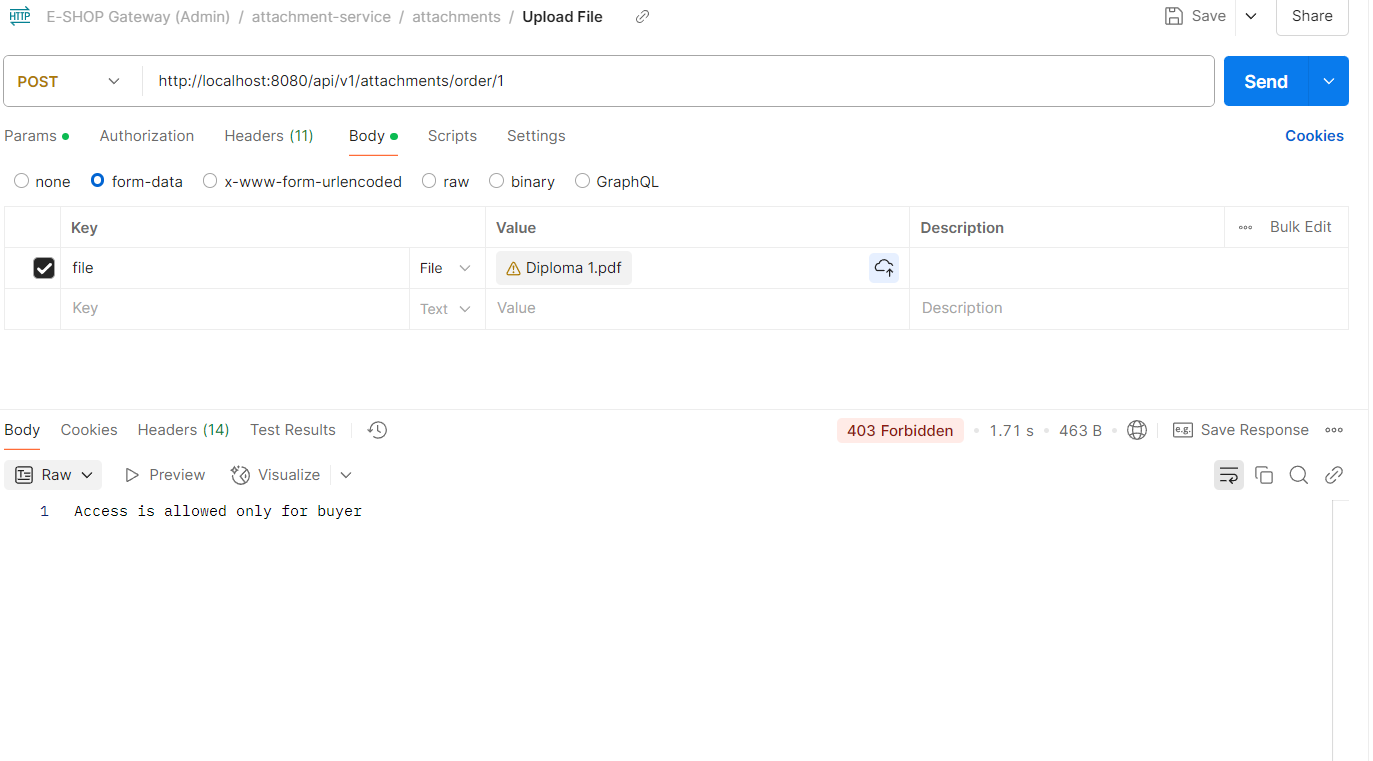 HTTP E-SHOP Gateway (Admin) / attachment-service / attachments / Upload File Save Share
POST http://localhost:8080/api/v1/attachments/order/1 Send
Params Authorization Headers (11) Body Scripts Settings Cookies
none form-data x-www-form-urlencoded raw binary GraphQL
Key Value Description Bulk Edit
file File Diploma 1.pdf
Key Text Value Description
Body Cookies Headers (14) Test Results 403 Forbidden 1.71 s 463 B e.g. Save Response
Raw Preview Visualize
1 Access is allowed only for buyer